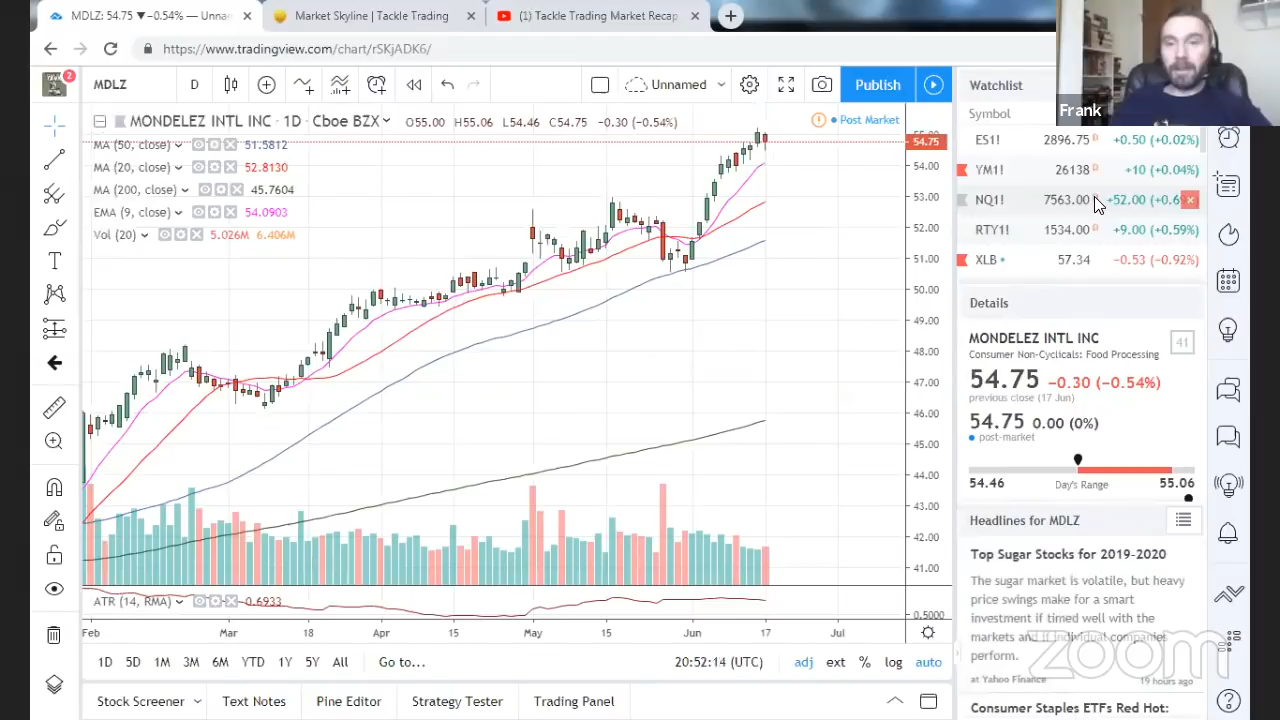 MDLZ: 54.75 ▼−0.54% — Unna
Market Skyline | Tackle Trading
(1) Tackle Trading Market Recap
https://www.tradingview.com/chart/rSKjADK6/
Frank
2
MDLZ
D
Unnamed
Publish
Watchlist
Symbol
MONDELEZ INTL INC · 1D · Cboe BZX
O55.00 H55.06 L54.46 C54.75 −0.30 (−0.54%)
Post Market
MA (50, close) 51.5812
MA (20, close) 52.8130
MA (200, close) 45.7604
EMA (9, close) 54.0903
Vol (20) 5.026M 6.406M
55.00
54.75
54.00
53.00
52.00
51.00
50.00
49.00
48.00
47.00
46.00
45.00
44.00
43.00
42.00
41.00
ATR (14, RMA) 0.6933
0.5000
Feb Mar 18 Apr 15 May 15 Jun 17 Jul
1D 5D 1M 3M 6M YTD 1Y 5Y All Go to...
20:52:14 (UTC) adj ext % log auto
Stock Screener Text Notes Pine Editor Strategy Tester Trading Panel
ES1! 2896.75 D +0.50 (+0.02%)
YM1! 26138 D +10 (+0.04%)
NQ1! 7563.00 +52.00 (+0.6
RTY1! 1534.00 D +9.00 (+0.59%)
XLB 57.34 −0.53 (−0.92%)
Details
MONDELEZ INTL INC
41
Consumer Non-Cyclicals: Food Processing
54.75 −0.30 (−0.54%)
previous close (17 Jun)
54.75 0.00 (0%)
post-market
54.46 Day's Range 55.06
Headlines for MDLZ
Top Sugar Stocks for 2019-2020
The sugar market is volatile, but heavy
price swings make for a smart
investment if timed well with the
markets and if individual companies
perform.
zoom
at Yahoo Finance 19 hours ago
Consumer Staples ETFs Red Hot: